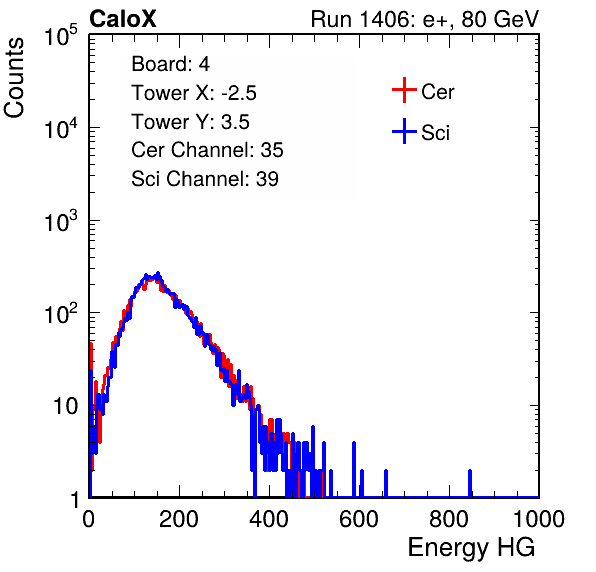 CaloX Run 1406: e+, 80 GeV
Counts
10^5
10^4
10^3
10^2
10
1
Board: 4
Tower X: -2.5
Tower Y: 3.5
Cer Channel: 35
Sci Channel: 39
Cer
Sci
0 200 400 600 800 1000
Energy HG